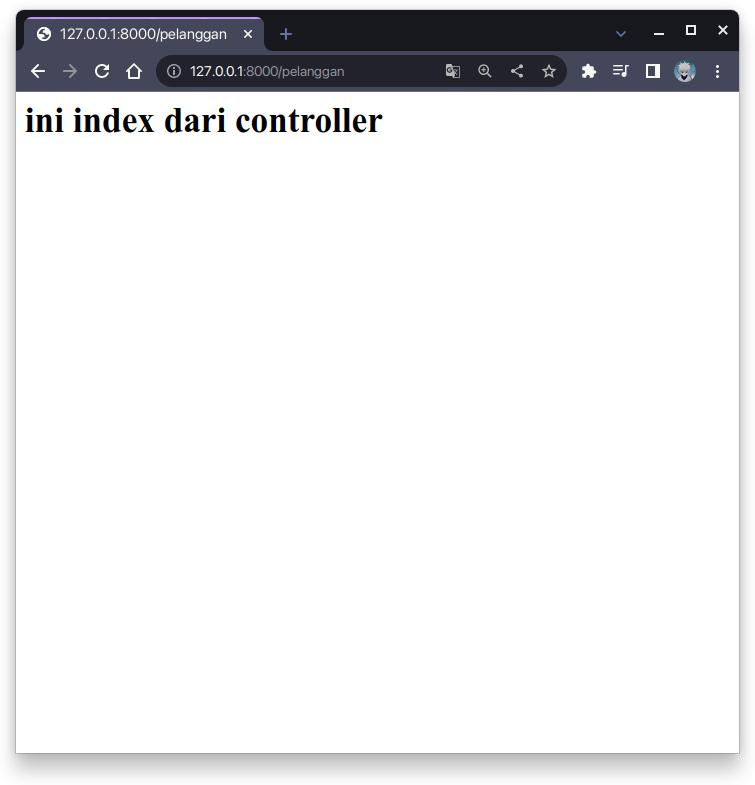 127.0.0.1:8000/pelanggan
127.0.0.1:8000/pelanggan
ini index dari controller